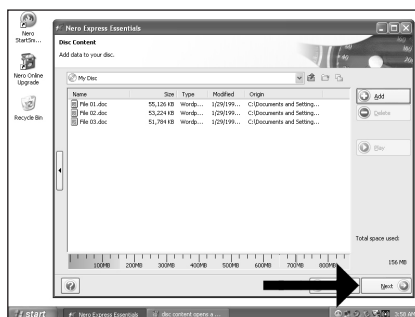 Nero
StartSm...
Nero Online
Upgrade
Recycle Bin
Nero Express Essentials
Disc Content
Add data to your disc.
My Disc
Name Size Type Modified Origin
File 01.doc 55,126 KB Wordp... 1/29/199... C:\Documents and Setting...
File 02.doc 53,224 KB Wordp... 1/29/199... C:\Documents and Setting...
File 03.doc 51,784 KB Wordp... 1/29/199... C:\Documents and Setting...
Add
Delete
Play
Total space used:
156 MB
100MB 200MB 300MB 400MB 500MB 600MB 700MB 800MB
Next
start Nero Express Essentials disc content opens a ... 3:58 AM